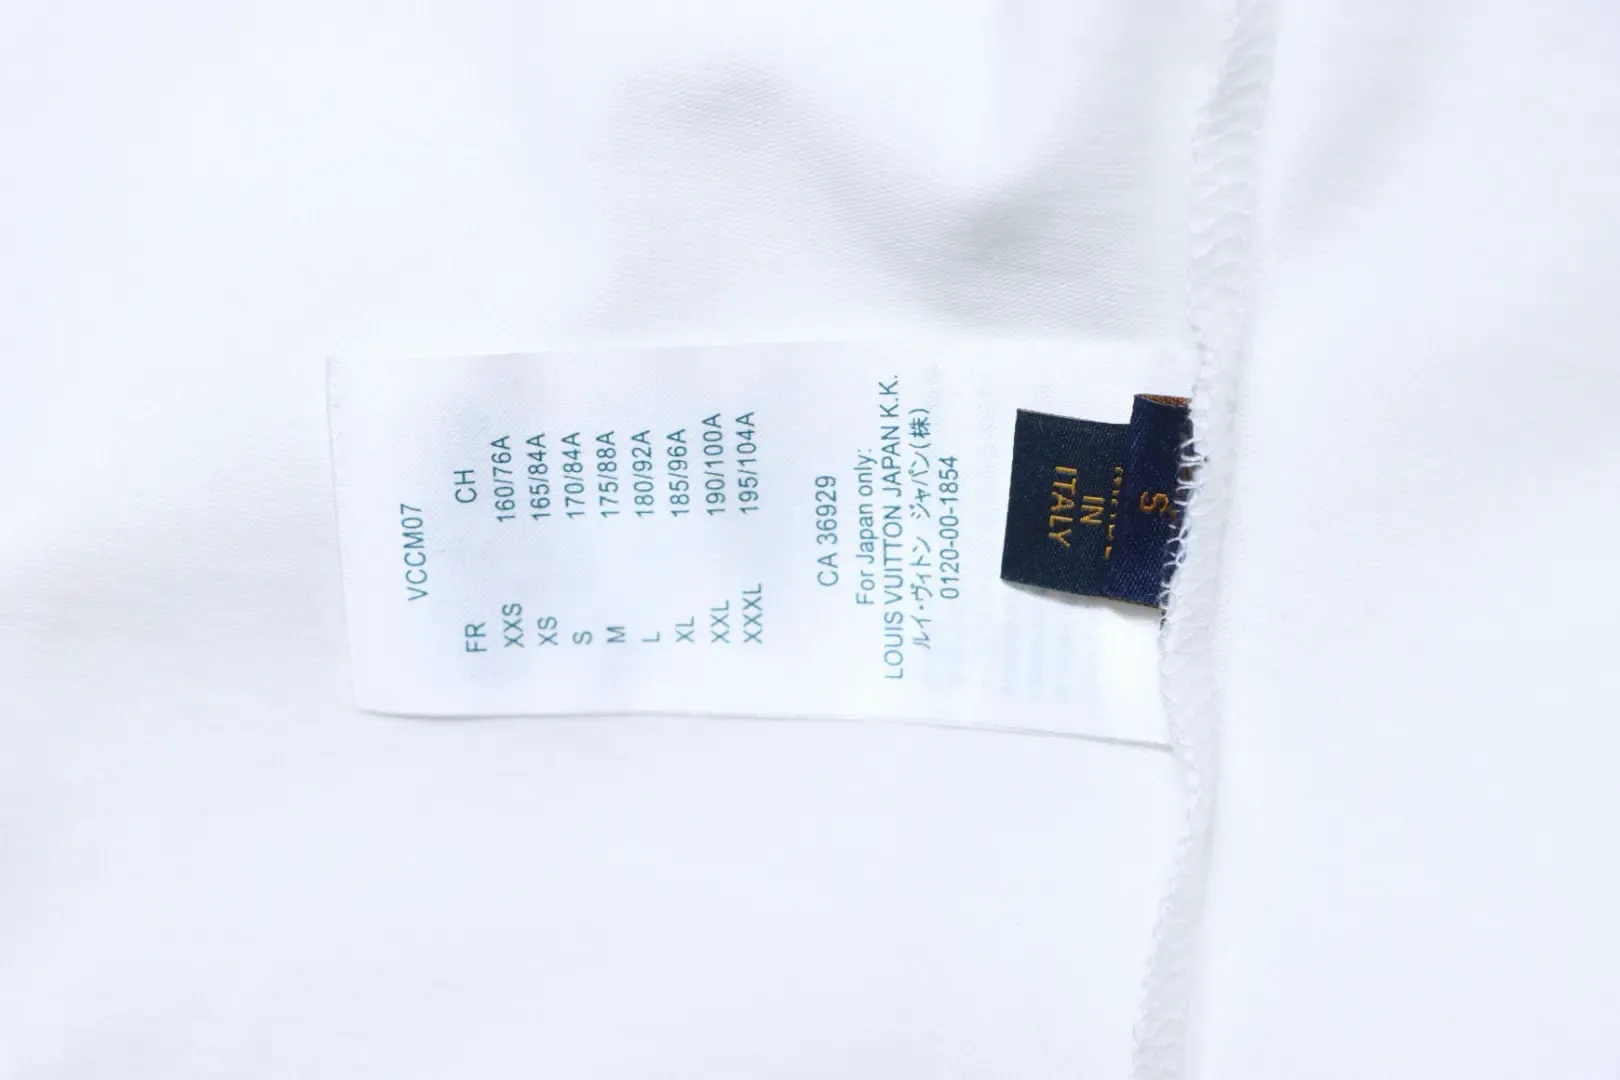 VCCM07
FR CH
XXS 160/76A
XS 165/84A
S 170/84A
M 175/88A
L 180/92A
XL 185/96A
XXL 190/100A
XXXL 195/104A
CA 36929
For Japan only:
LOUIS VUITTON JAPAN K.K.
ルイ・ヴィトン ジャパン(株)
0120-00-1854
IN
ITALY
S